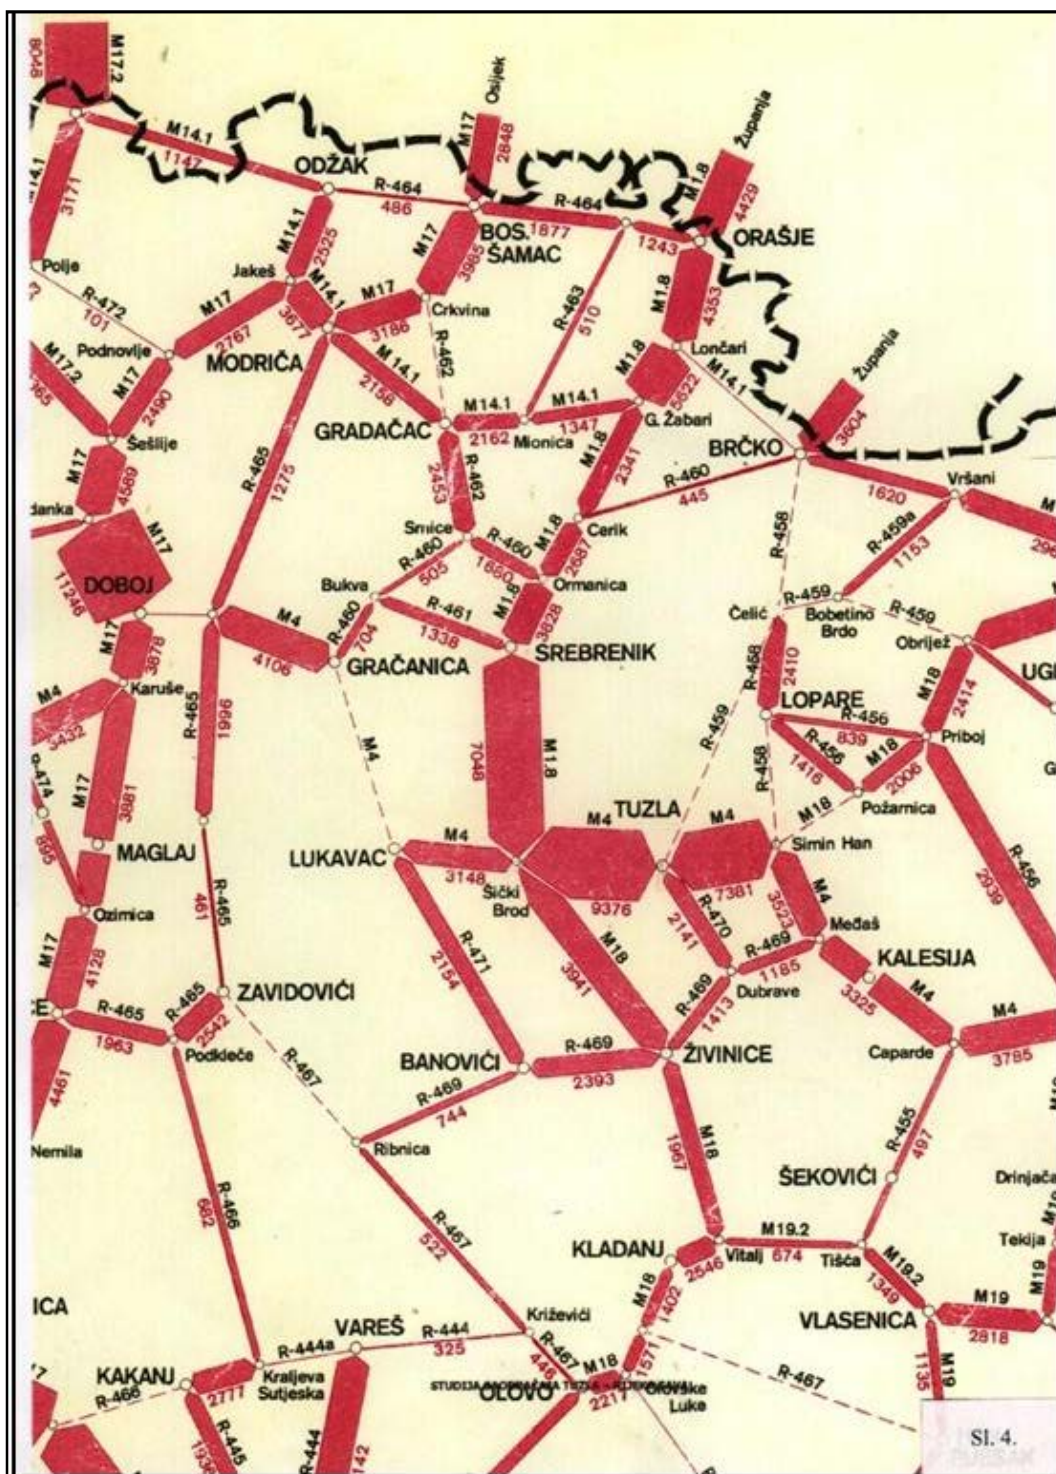 8048
M17.2
M17
Osijek
2848
Županja
M1.8
4429
M14.1
1147
ODŽAK
R-464
486
R-464
1877
BOS.
ŠAMAC
1243
ORAŠJE
3171
M14.1
2525
M17
3965
Polje
Jakeš
R-472
101
M17
2767
M14.1
3677
M17
3186
Crkvina
R-463
510
M1.8
4353
Lončari
Županja
3604
Podnovlje
MODRIČA
R-462
M14.1
2158
M1.8
5622
M14.1
M17.2
M17
2490
Šešlije
GRADAČAC
M14.1
2162
Mionica
M14.1
1347
G. Žabari
BRČKO
M17
4589
R-465
1275
R-462
2453
M1.8
2341
R-460
445
1620
Vršani
M17
11246
DOBOJ
Srnice
R-460
505
R-460
1680
M1.8
2687
Cerik
R-458
R-459a
1153
Bukva
Ormanica
R-460
704
R-461
1338
M1.8
3828
Čelić
R-459
Bobetino
Brdo
R-459
Obrijež
M17
3878
M4
4106
GRAČANICA
SREBRENIK
R-458
2410
M18
2414
M4
3432
Karuše
R-465
1996
LOPARE
R-456
839
Priboj
M4
7048
M1.8
R-459
R-458
R-456
1416
M18
2006
Požarnica
R-474
895
M17
3881
MAGLAJ
TUZLA
M4
M4
M18
Simin Han
LUKAVAC
M4
3148
Šički
Brod
9376
7381
R-456
2939
Ozimica
R-465
461
M4
3523
Međaš
M17
4128
R-471
2154
M18
3941
R-470
2141
R-469
1185
Dubrave
KALESIJA
3325
M4
R-465
1963
R-465
2542
ZAVIDOVIĆI
R-469
1413
Podkleče
R-467
BANOVIĆI
R-469
2393
ŽIVINICE
Caparde
M4
3785
4461
R-469
744
Nemila
Ribnica
M18
1967
R-455
497
ŠEKOVIĆI
Drinjača
R-466
682
R-467
522
KLADANJ
2546
Vitalj
M19.2
674
Tišća
Tekija
M19
M18
1402
M19.2
1349
VLASENICA
M19
2818
VAREŠ
Križevići
R-444a
R-444
325
R-467
446
1571
KAKANJ
R-466
2777
Kraljeva
Sutjeska
OLOVO
M18
2217
Olovske
Luke
R-467
1135
M19
R-445
R-444
Sl. 4.